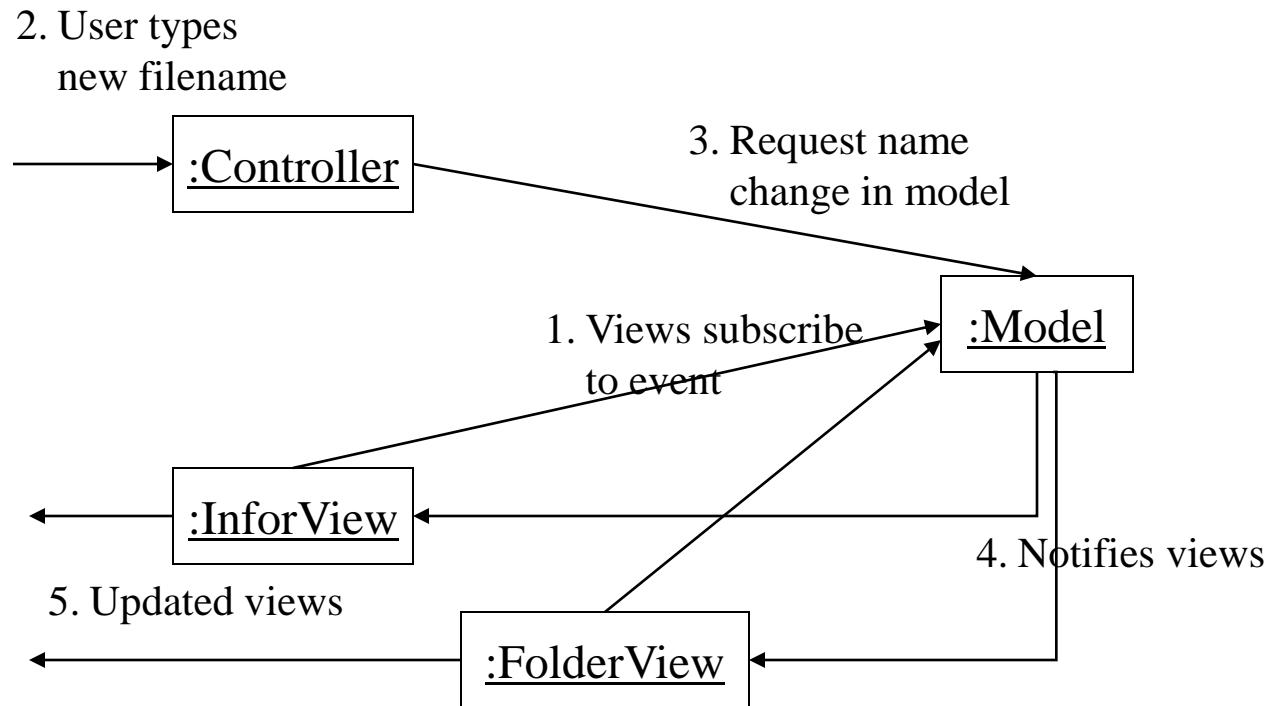 2. User types
new filename
:Controller
3. Request name
change in model
:Model
1. Views subscribe
to event
:InforView
4. Notifies views
5. Updated views
:FolderView